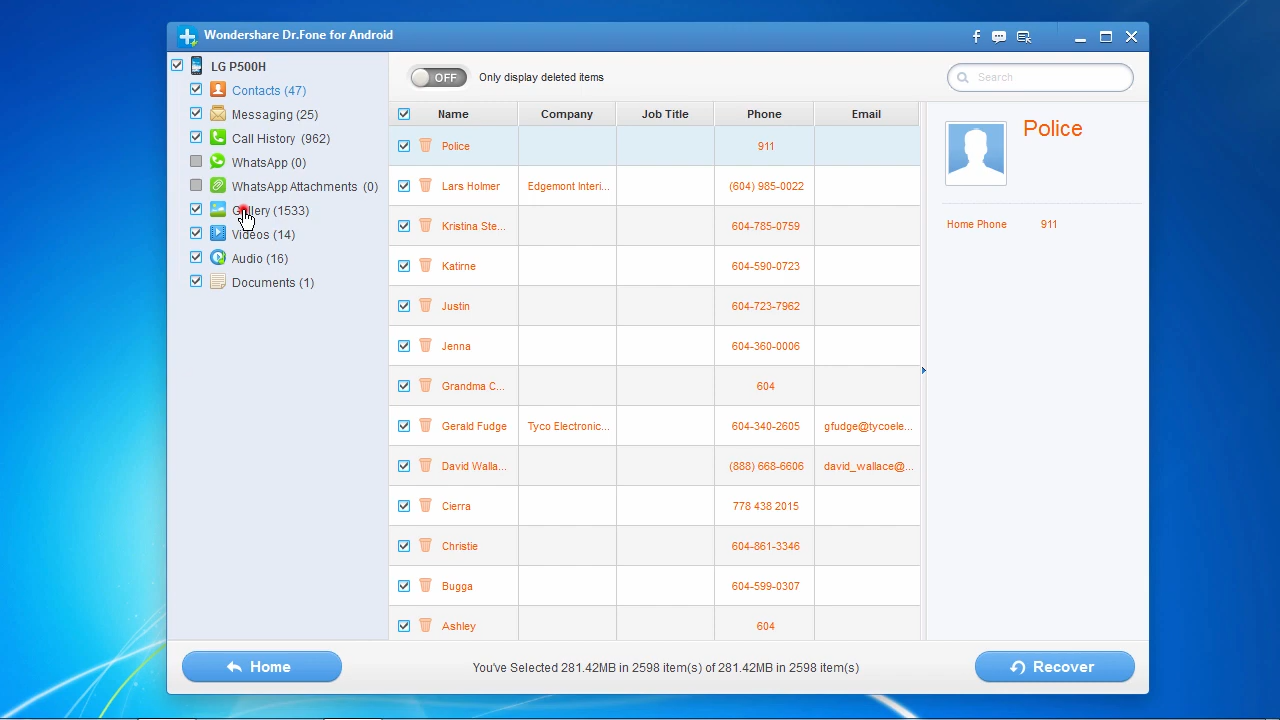 Wondershare Dr.Fone for Android
LG P500H
Contacts (47)
Messaging (25)
Call History (962)
WhatsApp (0)
WhatsApp Attachments (0)
Gallery (1533)
Videos (14)
Audio (16)
Documents (1)
OFF Only display deleted items
Search
Name Company Job Title Phone Email
Police 911
Lars Holmer Edgemont Interi... (604) 985-0022
Kristina Ste... 604-785-0759
Katirne 604-590-0723
Justin 604-723-7962
Jenna 604-360-0006
Grandma C... 604
Gerald Fudge Tyco Electronic... 604-340-2605 gfudge@tycoele...
David Walla... (888) 668-6606 david_wallace@...
Cierra 778 438 2015
Christie 604-861-3346
Bugga 604-599-0307
Ashley 604
Police
Home Phone 911
Home
You've Selected 281.42MB in 2598 item(s) of 281.42MB in 2598 item(s)
Recover